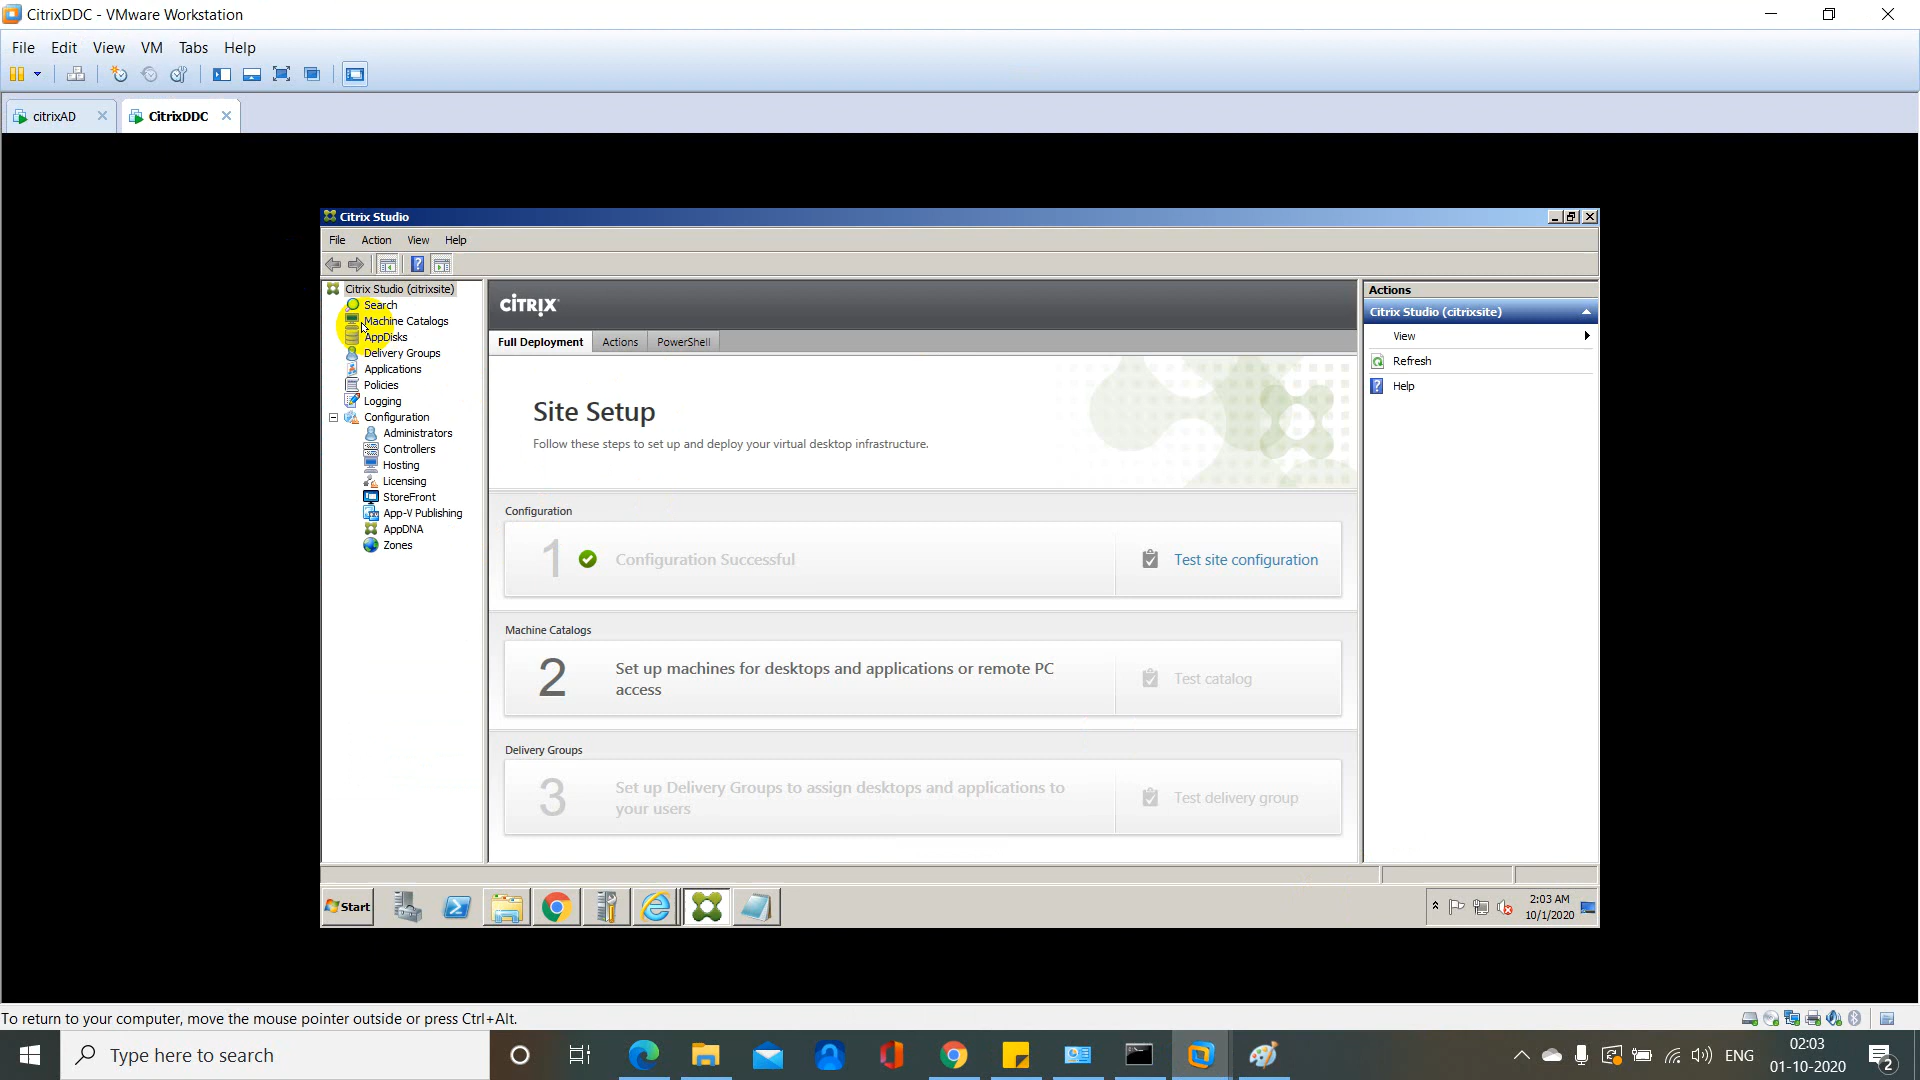 CitrixDDC - VMware Workstation
File Edit View VM Tabs Help
citrixAD CitrixDDC
Citrix Studio
File Action View Help
Citrix Studio (citrixsite)
Search
Machine Catalogs
AppDisks
Delivery Groups
Applications
Policies
Logging
Configuration
Administrators
Controllers
Hosting
Licensing
StoreFront
App-V Publishing
AppDNA
Zones
CITRIX
Full Deployment Actions PowerShell
Site Setup
Follow these steps to set up and deploy your virtual desktop infrastructure.
Configuration
1 Configuration Successful Test site configuration
Machine Catalogs
2 Set up machines for desktops and applications or remote PC
access
Test catalog
Delivery Groups
3 Set up Delivery Groups to assign desktops and applications to
your users
Test delivery group
Actions
Citrix Studio (citrixsite)
View
Refresh
Help
Start
2:03 AM
10/1/2020
To return to your computer, move the mouse pointer outside or press Ctrl+Alt.
Type here to search
ENG
02:03
01-10-2020
2